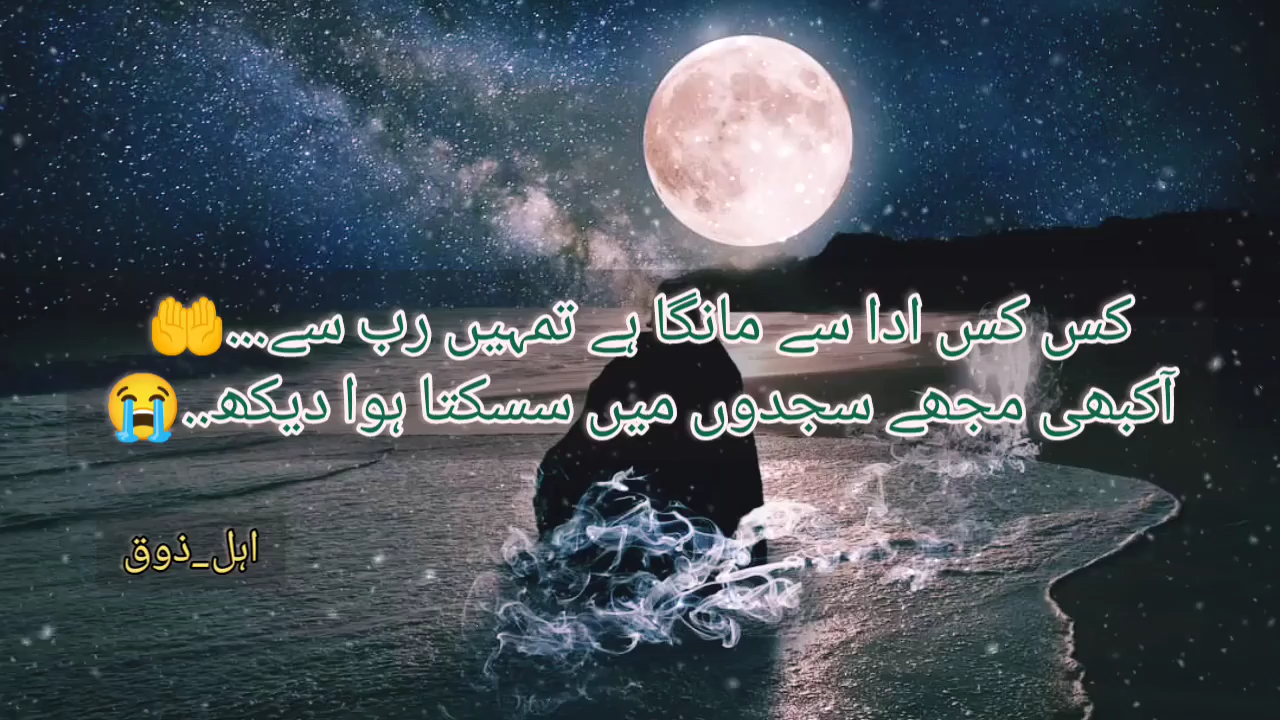 کس کس ادا سے مانگا ہے تمہیں رب سے...🤲
آکبھی مجھے سجدوں میں سسکتا ہوا دیکھ..😭
اہل_ذوق